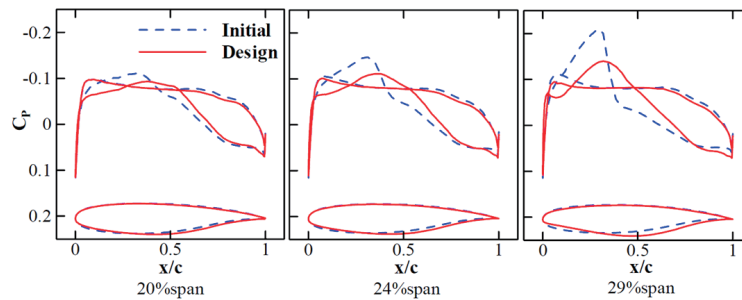 -0.2
-0.1
0
0.1
0.2
C_P
Initial
Design
0 0.5 1
0 0.5 1
0 0.5 1
x/c x/c x/c
20%span 24%span 29%span